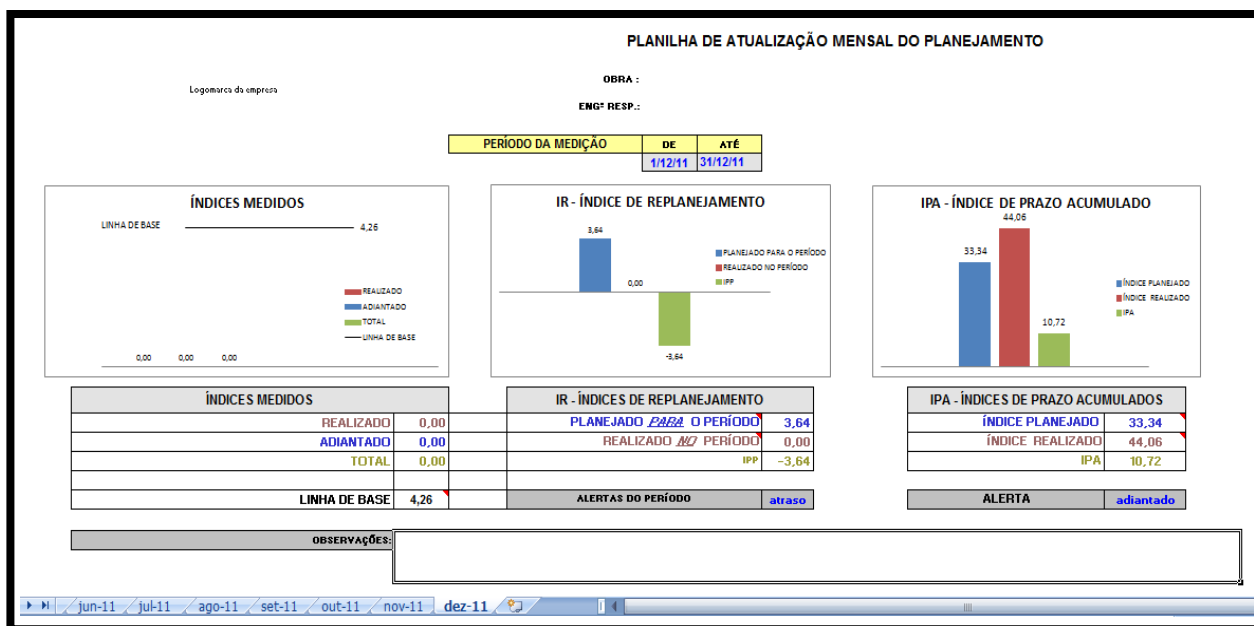 PLANILHA DE ATUALIZAÇÃO MENSAL DO PLANEJAMENTO
OBRA :
Logomarca da empresa
ENGº RESP.:
PERÍODO DA MEDIÇÃO DE ATÉ
1/12/11 31/12/11
ÍNDICES MEDIDOS
LINHA DE BASE 4,26
REALIZADO
ADIANTADO
TOTAL
LINHA DE BASE
0,00 0,00 0,00
IR - ÍNDICE DE REPLANEJAMENTO
3,64
0,00
-3,64
PLANEJADO PARA O PERÍODO
REALIZADO NO PERÍODO
IPP
IPA - ÍNDICE DE PRAZO ACUMULADO
44,06
33,34
10,72
ÍNDICE PLANEJADO
ÍNDICE REALIZADO
IPA
ÍNDICES MEDIDOS
REALIZADO 0,00
ADIANTADO 0,00
TOTAL 0,00
LINHA DE BASE 4,26
IR - ÍNDICES DE REPLANEJAMENTO
PLANEJADO PARA O PERÍODO 3,64
REALIZADO NO PERÍODO 0,00
IPP -3,64
ALERTAS DO PERÍODO atraso
IPA - ÍNDICES DE PRAZO ACUMULADOS
ÍNDICE PLANEJADO 33,34
ÍNDICE REALIZADO 44,06
IPA 10,72
ALERTA adiantado
OBSERVAÇÕES:
jun-11 jul-11 ago-11 set-11 out-11 nov-11 dez-11